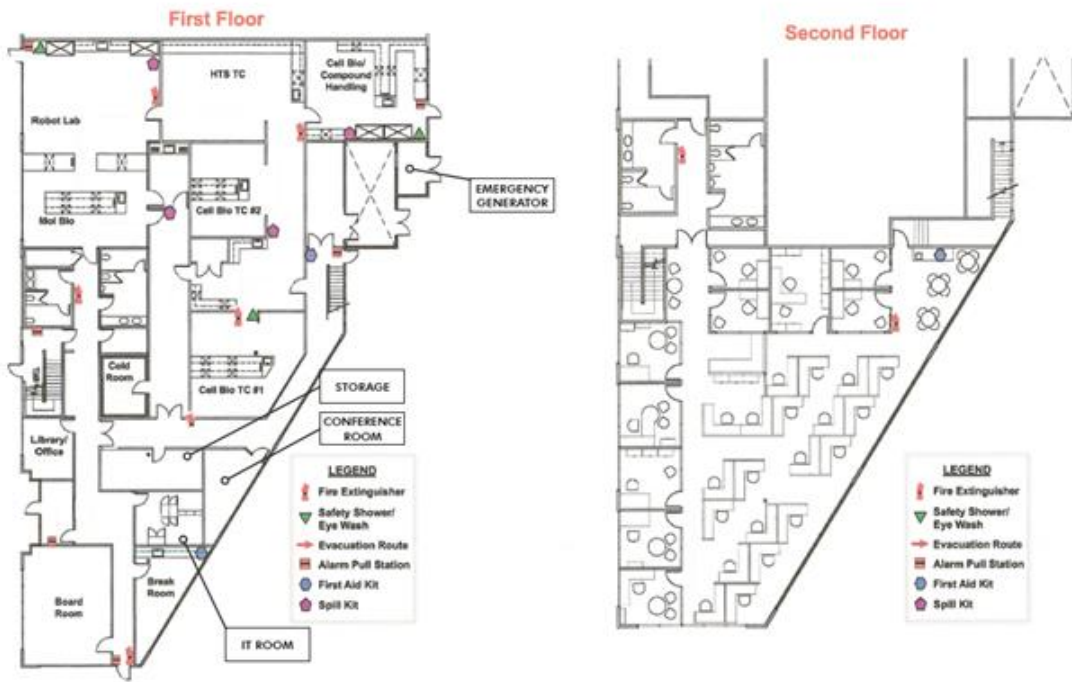 First Floor
Second Floor
HTS TC
Cell Bio/
Compound
Handling
Robot Lab
EMERGENCY
GENERATOR
Mol Bio
Cell Bio TC #2
Cold
Room
Cell Bio TC #1
STORAGE
CONFERENCE
ROOM
Library/
Office
LEGEND
Fire Extinguisher
Safety Shower/
Eye Wash
Evacuation Route
Alarm Pull Station
First Aid Kit
Spill Kit
Break
Room
Board
Room
IT ROOM
LEGEND
Fire Extinguisher
Safety Shower/
Eye Wash
Evacuation Route
Alarm Pull Station
First Aid Kit
Spill Kit